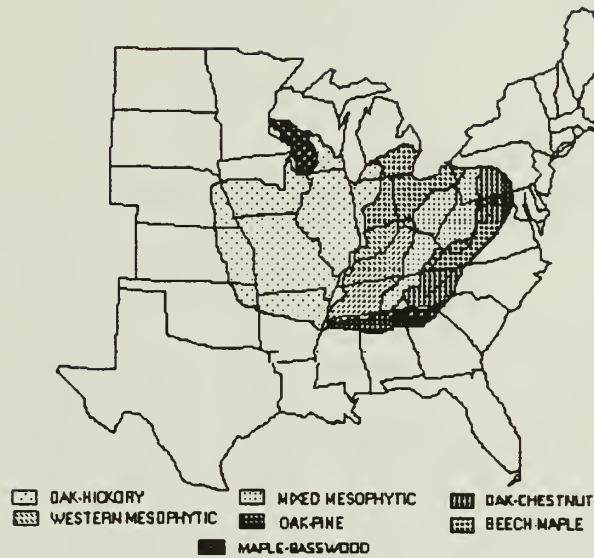 OAK-HICKORY MIXED MESOPHYTIC OAK-CHESTNUT
WESTERN MESOPHYTIC OAK-PINE BEECH-MAPLE
MAPLE-BASSWOOD